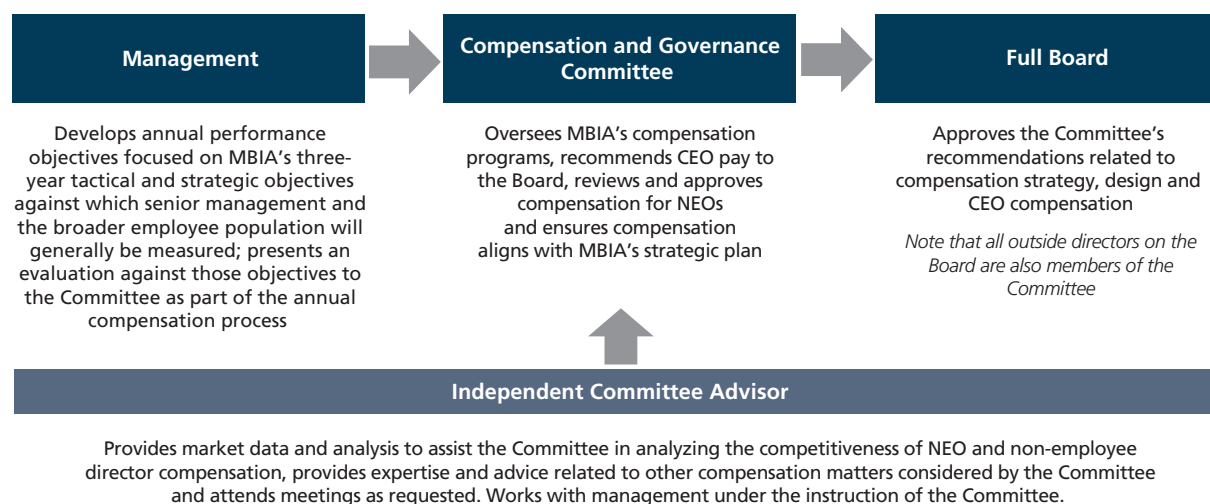 Management
Develops annual performance
objectives focused on MBIA's three-
year tactical and strategic objectives
against which senior management and
the broader employee population will
generally be measured; presents an
evaluation against those objectives to
the Committee as part of the annual
compensation process
Compensation and Governance
Committee
Oversees MBIA's compensation
programs, recommends CEO pay to
the Board, reviews and approves
compensation for NEOs
and ensures compensation
aligns with MBIA's strategic plan
Full Board
Approves the Committee's
recommendations related to
compensation strategy, design and
CEO compensation
Note that all outside directors on the
Board are also members of the
Committee
Independent Committee Advisor
Provides market data and analysis to assist the Committee in analyzing the competitiveness of NEO and non-employee
director compensation, provides expertise and advice related to other compensation matters considered by the Committee
and attends meetings as requested. Works with management under the instruction of the Committee.